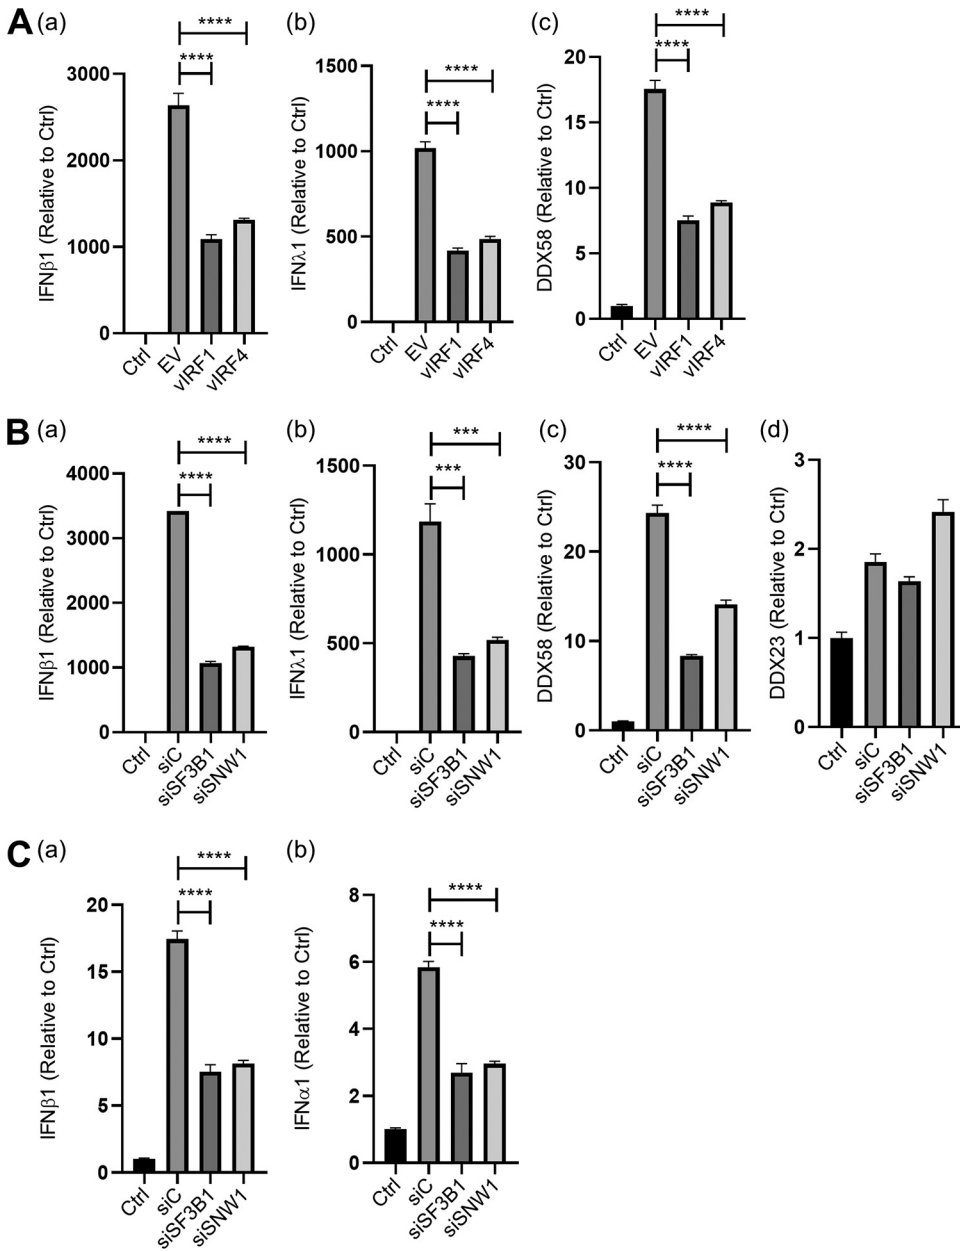 A (a) (b) (c)
IFNβ1 (Relative to Ctrl)
3000
2000
1000
0
****
****
Ctrl
EV
vIRF1
vIRF4
IFNλ1 (Relative to Ctrl)
1500
1000
500
0
****
****
Ctrl
EV
vIRF1
vIRF4
DDX58 (Relative to Ctrl)
20
15
10
5
0
****
****
Ctrl
EV
vIRF1
vIRF4
B (a) (b) (c) (d)
IFNβ1 (Relative to Ctrl)
4000
3000
2000
1000
0
****
****
Ctrl
siC
siSF3B1
siSNW1
IFNλ1 (Relative to Ctrl)
1500
1000
500
0
***
***
Ctrl
siC
siSF3B1
siSNW1
DDX58 (Relative to Ctrl)
30
20
10
0
****
****
Ctrl
siC
siSF3B1
siSNW1
DDX23 (Relative to Ctrl)
3
2
1
0
Ctrl
siC
siSF3B1
siSNW1
C (a) (b)
IFNβ1 (Relative to Ctrl)
20
15
10
5
0
****
****
Ctrl
siC
siSF3B1
siSNW1
IFNα1 (Relative to Ctrl)
8
6
4
2
0
****
****
Ctrl
siC
siSF3B1
siSNW1